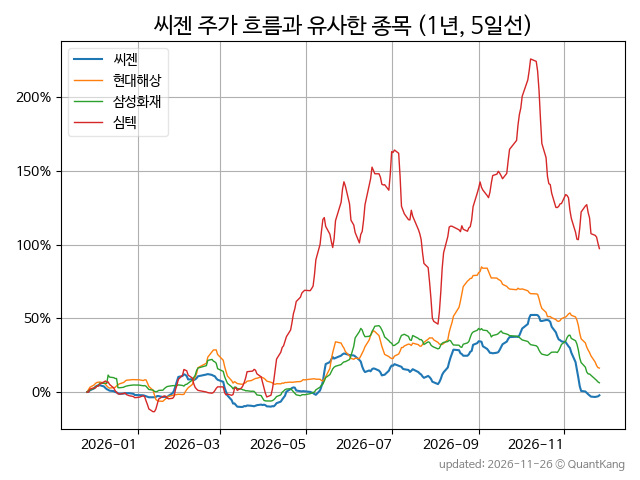 씨젠 주가 흐름과 유사한 종목 (1년, 5일선)
씨젠
현대해상
삼성화재
심텍
200%
150%
100%
50%
0%
2026-01 2026-03 2026-05 2026-07 2026-09 2026-11
updated: 2026-11-26 © QuantKang